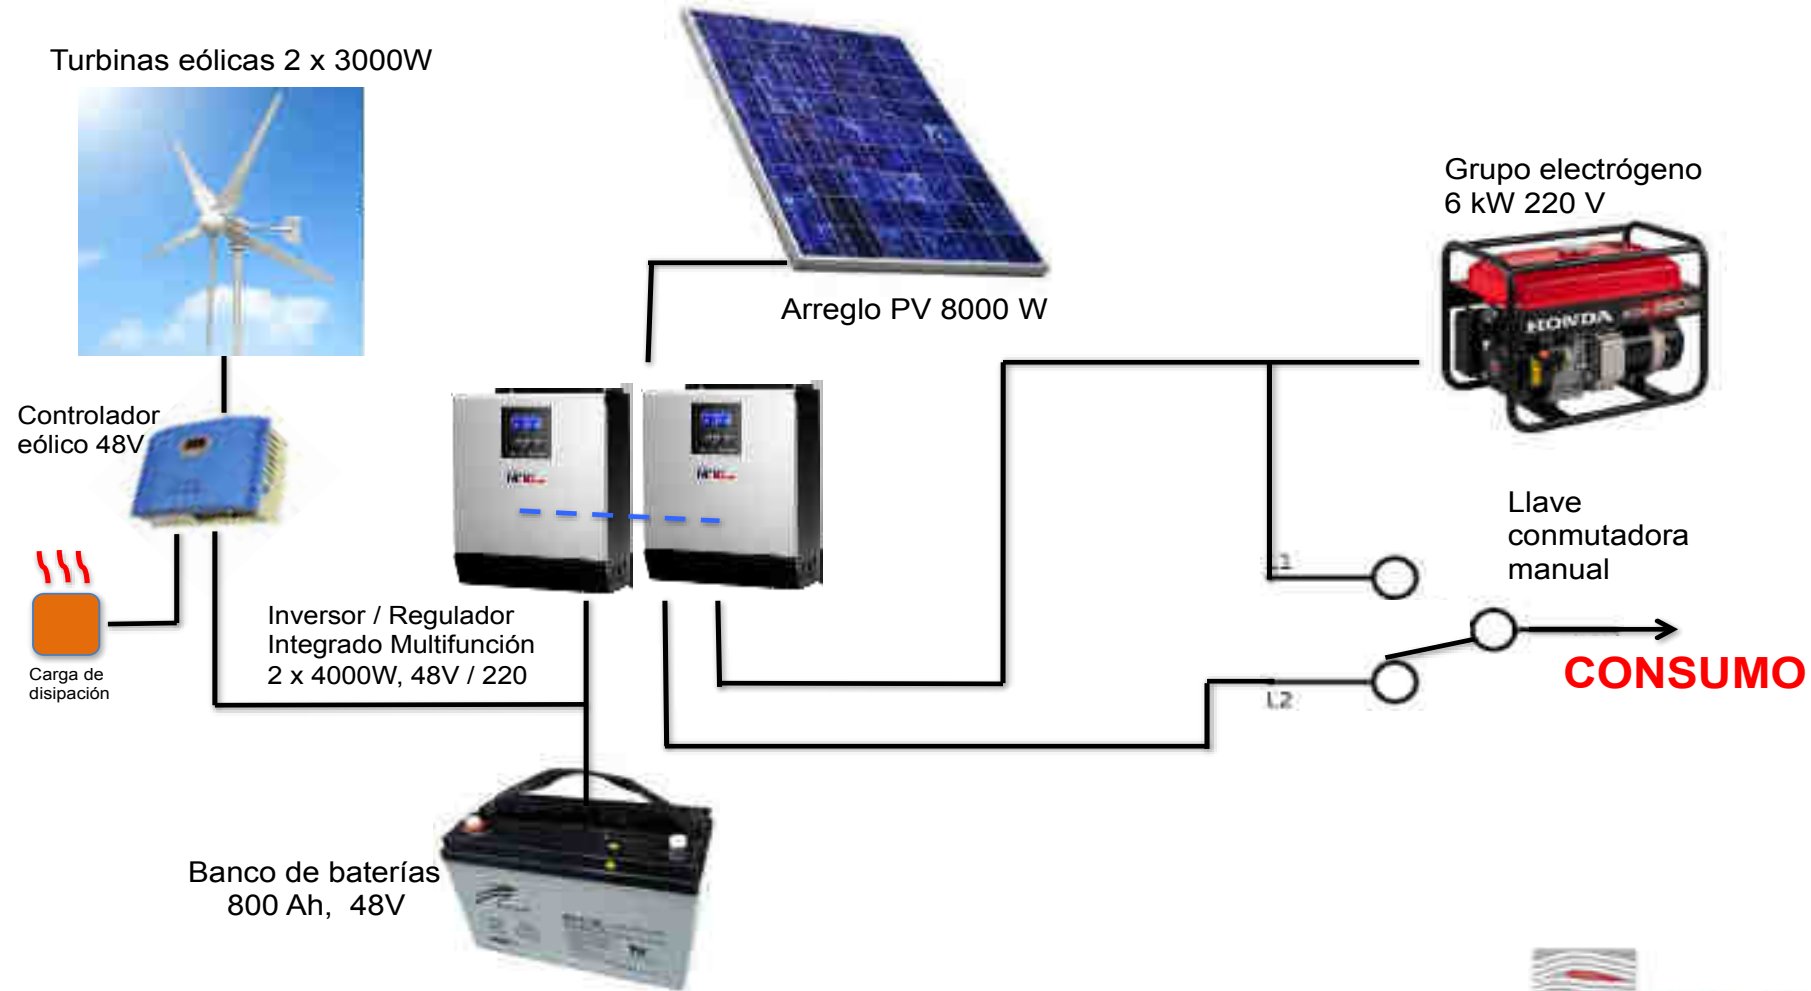 Turbinas eólicas 2 x 3000W
Arreglo PV 8000 W
Grupo electrógeno
6 kW 220 V
HONDA
Controlador
eólico 48V
Llave
conmutadora
manual
L1
Inversor / Regulador
Integrado Multifunción
2 x 4000W, 48V / 220
Carga de
disipación
L2
CONSUMO
Banco de baterías
800 Ah, 48V